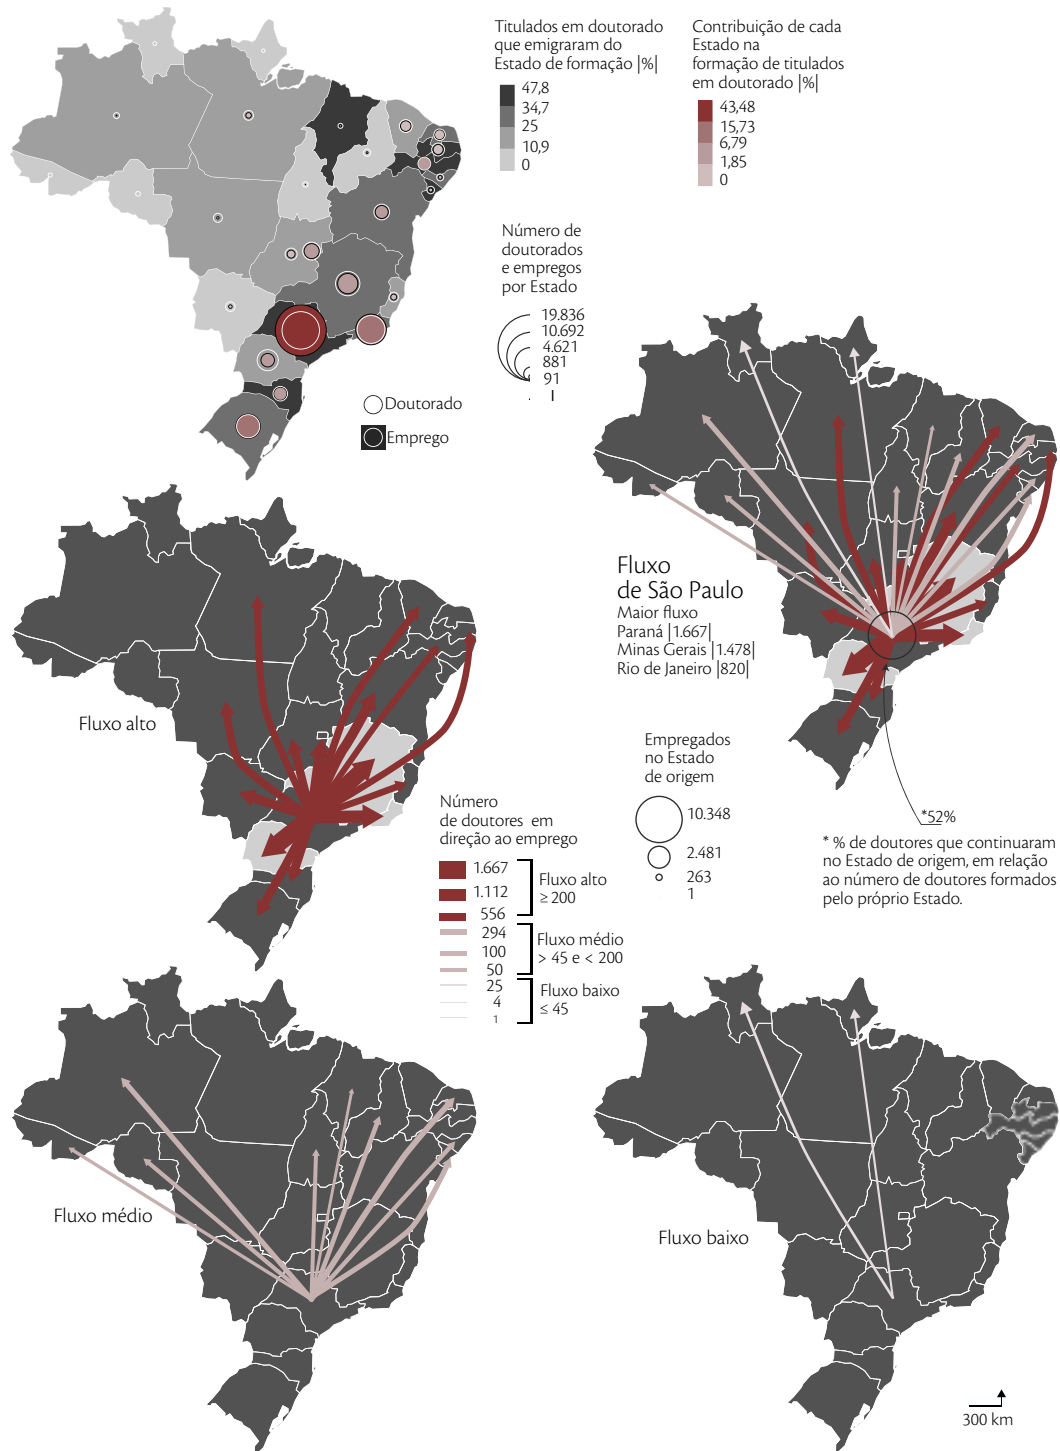 Titulados em doutorado
que emigraram do
Estado de formação |%|
47,8
34,7
25
10,9
0
Contribuição de cada
Estado na
formação de titulados
em doutorado |%|
43,48
15,73
6,79
1,85
0
Número de
doutorados
e empregos
por Estado
19.836
10.692
4.621
881
91
1
Doutorado
Emprego
Fluxo
de São Paulo
Maior fluxo
Paraná |1.667|
Minas Gerais |1.478|
Rio de Janeiro |820|
Fluxo alto
Empregados
no Estado
de origem
10.348
2.481
263
1
*52%
* % de doutores que continuaram
no Estado de origem, em relação
ao número de doutores formados
pelo próprio Estado.
Número
de doutores em
direção ao emprego
1.667
1.112
556
294
100
50
25
4
1
Fluxo alto
≥ 200
Fluxo médio
> 45 e < 200
Fluxo baixo
≤ 45
Fluxo médio
Fluxo baixo
300 km